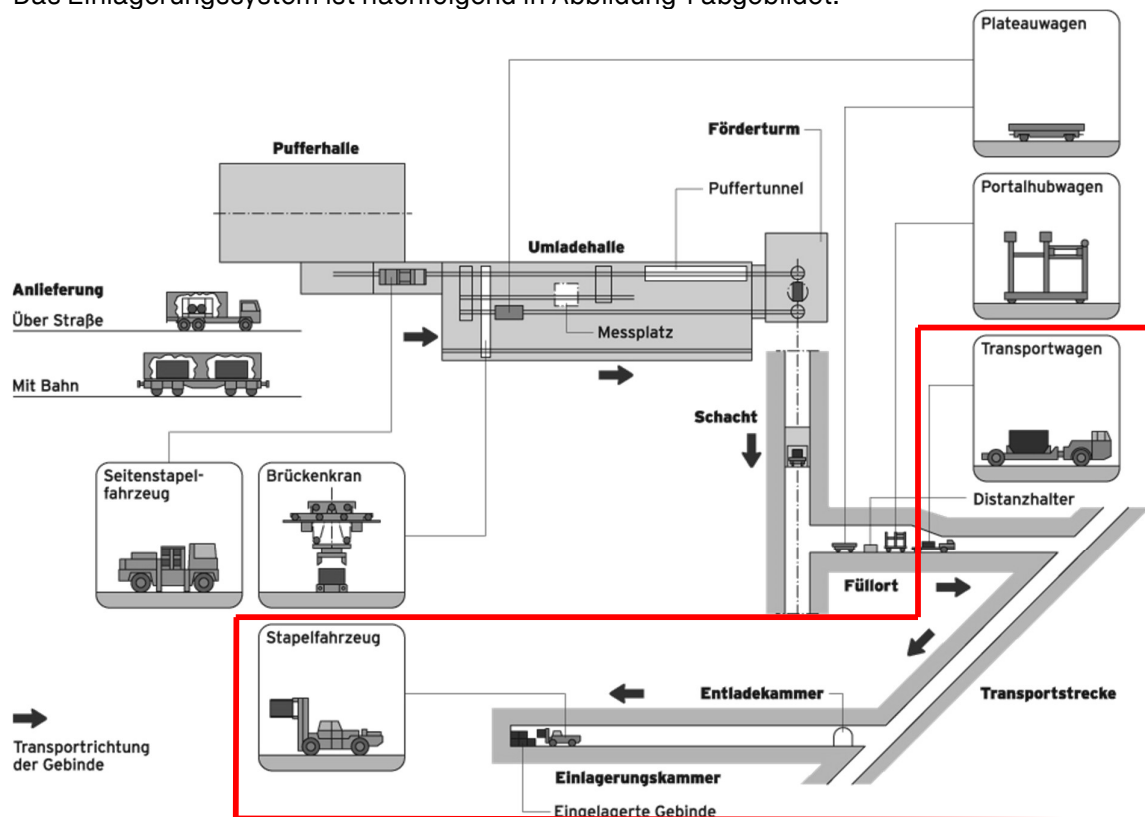 Das Einlagerungssystem ist nachfolgend in Abbildung 1 abgebildet:
Plateauwagen
Förderturm
Pufferhalle
Puffertunnel
Portalhubwagen
Umladehalle
Anlieferung
Über Straße
Messplatz
Mit Bahn
Transportwagen
Schacht
Seitenstapel-
fahrzeug
Brückenkran
Distanzhalter
Füllort
Stapelfahrzeug
Entladekammer
Transportstrecke
Transportrichtung
der Gebinde
Einlagerungskammer
Eingelagerte Gebinde